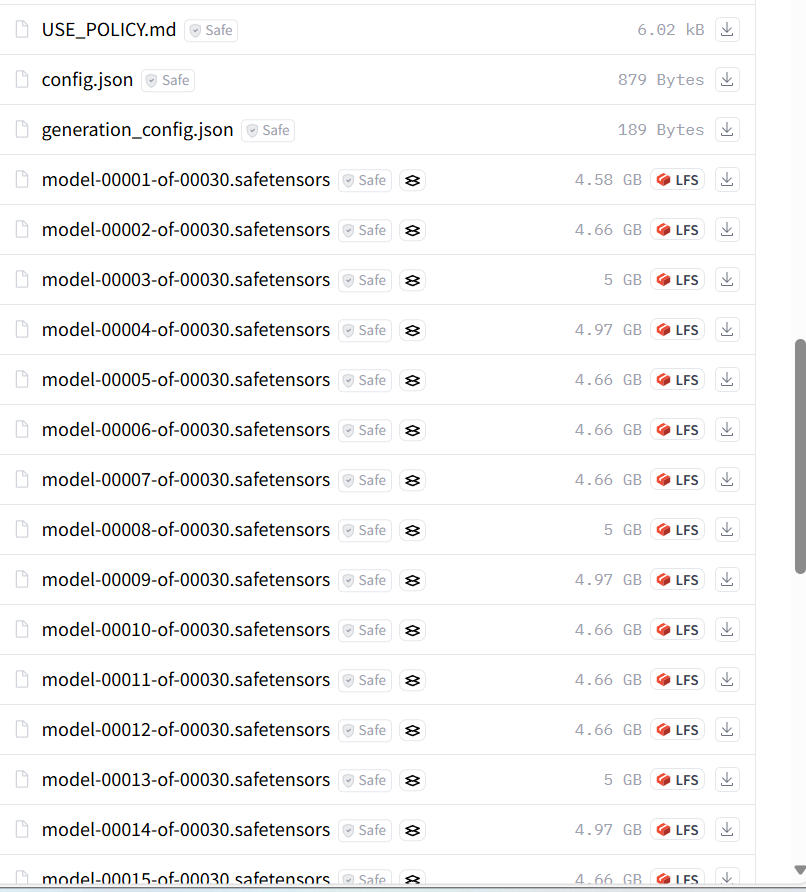 USE_POLICY.md Safe 6.02 kB
config.json Safe 879 Bytes
generation_config.json Safe 189 Bytes
model-00001-of-00030.safetensors Safe 4.58 GB LFS
model-00002-of-00030.safetensors Safe 4.66 GB LFS
model-00003-of-00030.safetensors Safe 5 GB LFS
model-00004-of-00030.safetensors Safe 4.97 GB LFS
model-00005-of-00030.safetensors Safe 4.66 GB LFS
model-00006-of-00030.safetensors Safe 4.66 GB LFS
model-00007-of-00030.safetensors Safe 4.66 GB LFS
model-00008-of-00030.safetensors Safe 5 GB LFS
model-00009-of-00030.safetensors Safe 4.97 GB LFS
model-00010-of-00030.safetensors Safe 4.66 GB LFS
model-00011-of-00030.safetensors Safe 4.66 GB LFS
model-00012-of-00030.safetensors Safe 4.66 GB LFS
model-00013-of-00030.safetensors Safe 5 GB LFS
model-00014-of-00030.safetensors Safe 4.97 GB LFS
model-00015-of-00030.safetensors Safe 4.66 GB LFS